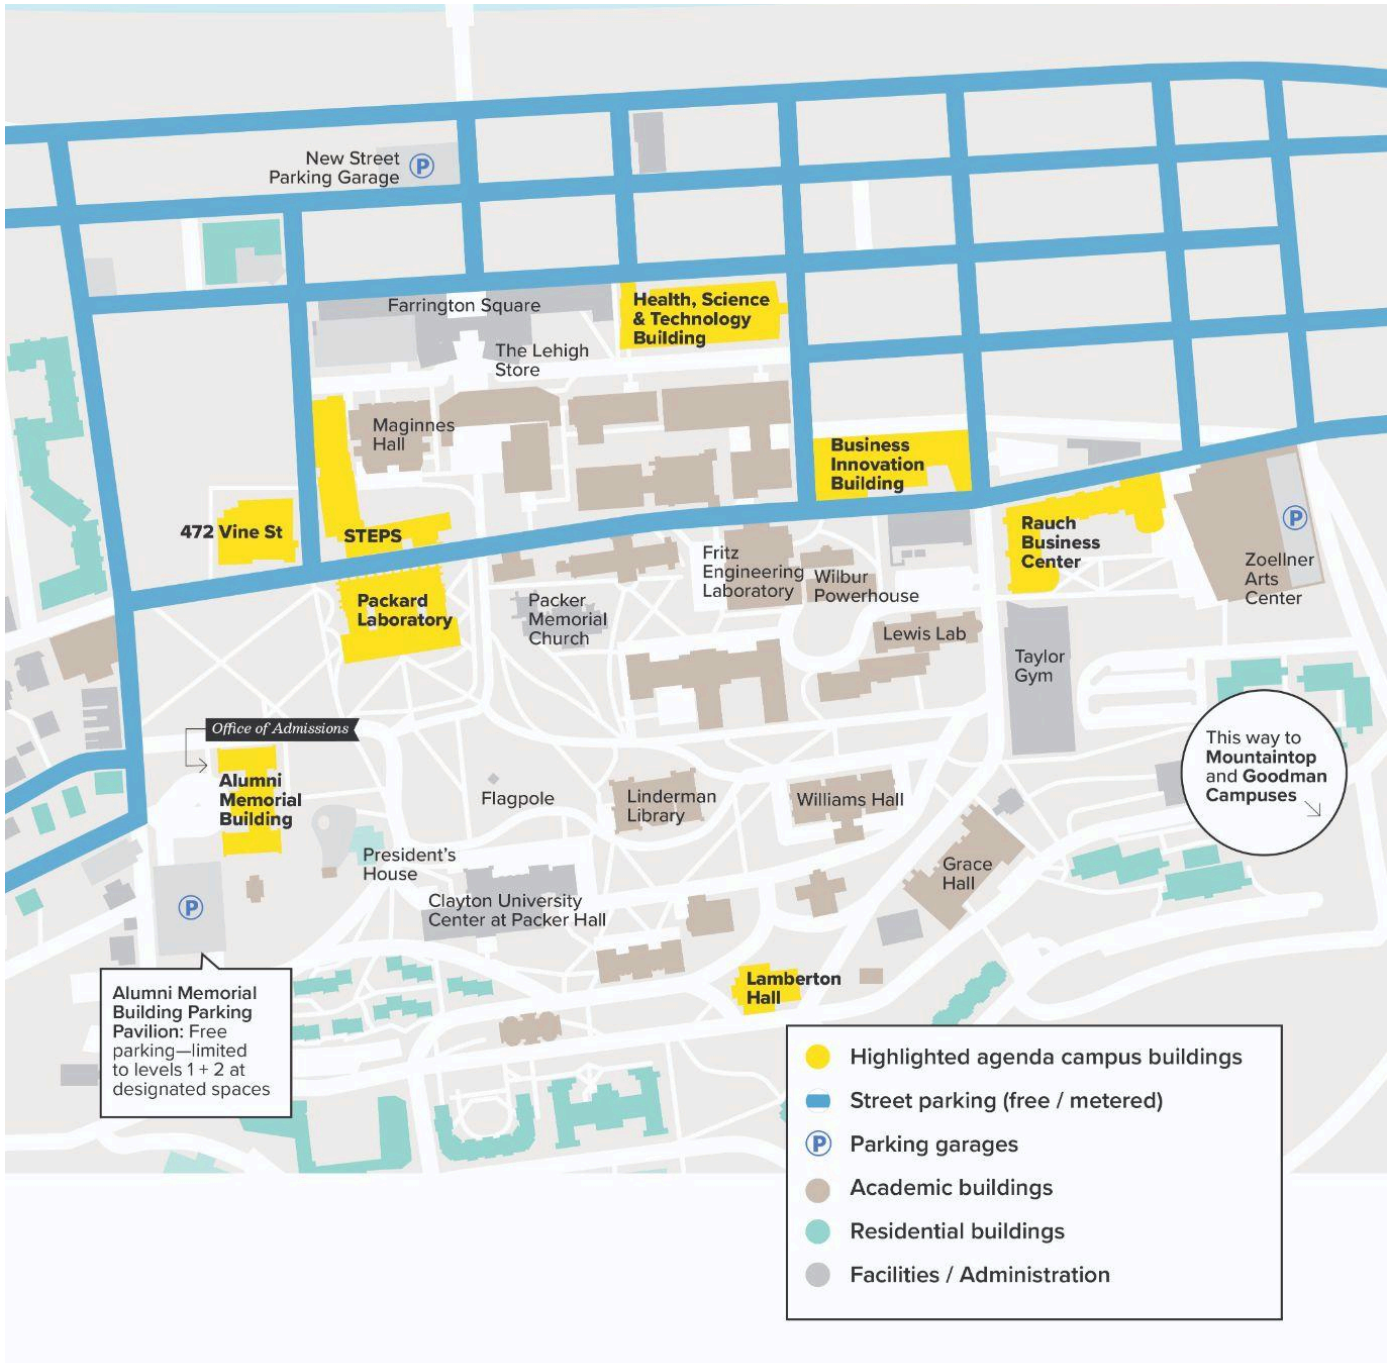 New Street
Parking Garage
P
Farrington Square
Health, Science
& Technology
Building
The Lehigh
Store
Maginnes
Hall
Business
Innovation
Building
472 Vine St
STEPS
Rauch
Business
Center
P
Zoellner
Arts
Center
Fritz
Engineering
Laboratory
Wilbur
Powerhouse
Packard
Laboratory
Packer
Memorial
Church
Lewis Lab
Taylor
Gym
Office of Admissions
This way to
Mountaintop
and Goodman
Campuses
Alumni
Memorial
Building
Flagpole
Linderman
Library
Williams Hall
President's
House
Grace
Hall
Clayton University
Center at Packer Hall
P
Lamberton
Hall
Alumni Memorial
Building Parking
Pavilion: Free
parking—limited
to levels 1 + 2 at
designated spaces
Highlighted agenda campus buildings
Street parking (free / metered)
P
Parking garages
Academic buildings
Residential buildings
Facilities / Administration